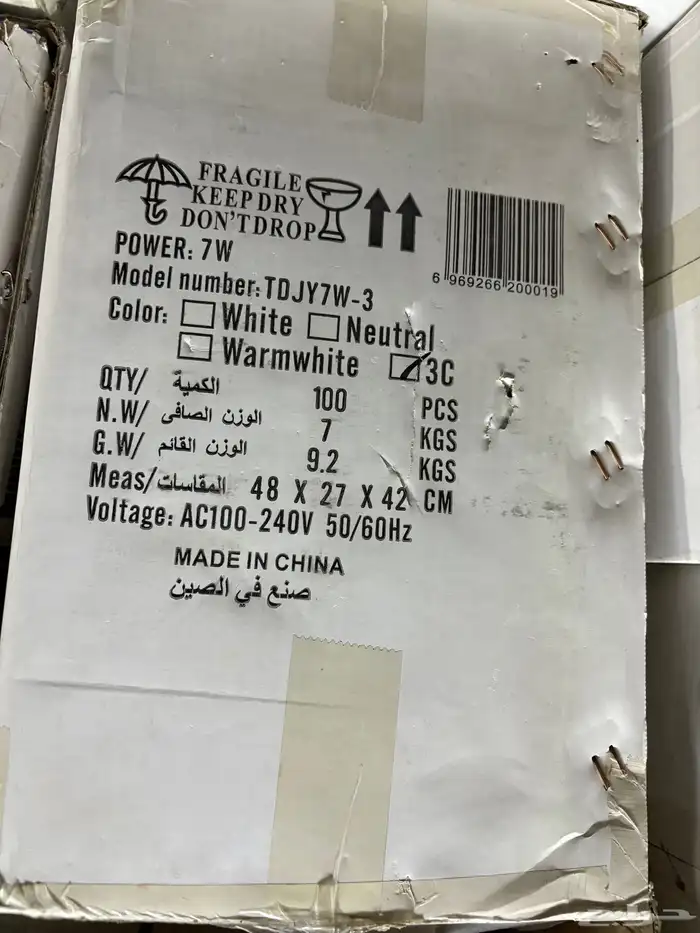 FRAGILE
KEEP DRY
DON'T DROP
6 969266 200019
POWER: 7W
Model number: TDJY7W-3
Color: White Neutral
Warmwhite 3C
QTY/ الكمية 100 PCS
N.W/ الوزن الصافى 7 KGS
G.W/ الوزن القائم 9.2 KGS
Meas/المقاسات 48 X 27 X 42 CM
Voltage: AC100-240V 50/60Hz
MADE IN CHINA
صنع في الصين
حراج